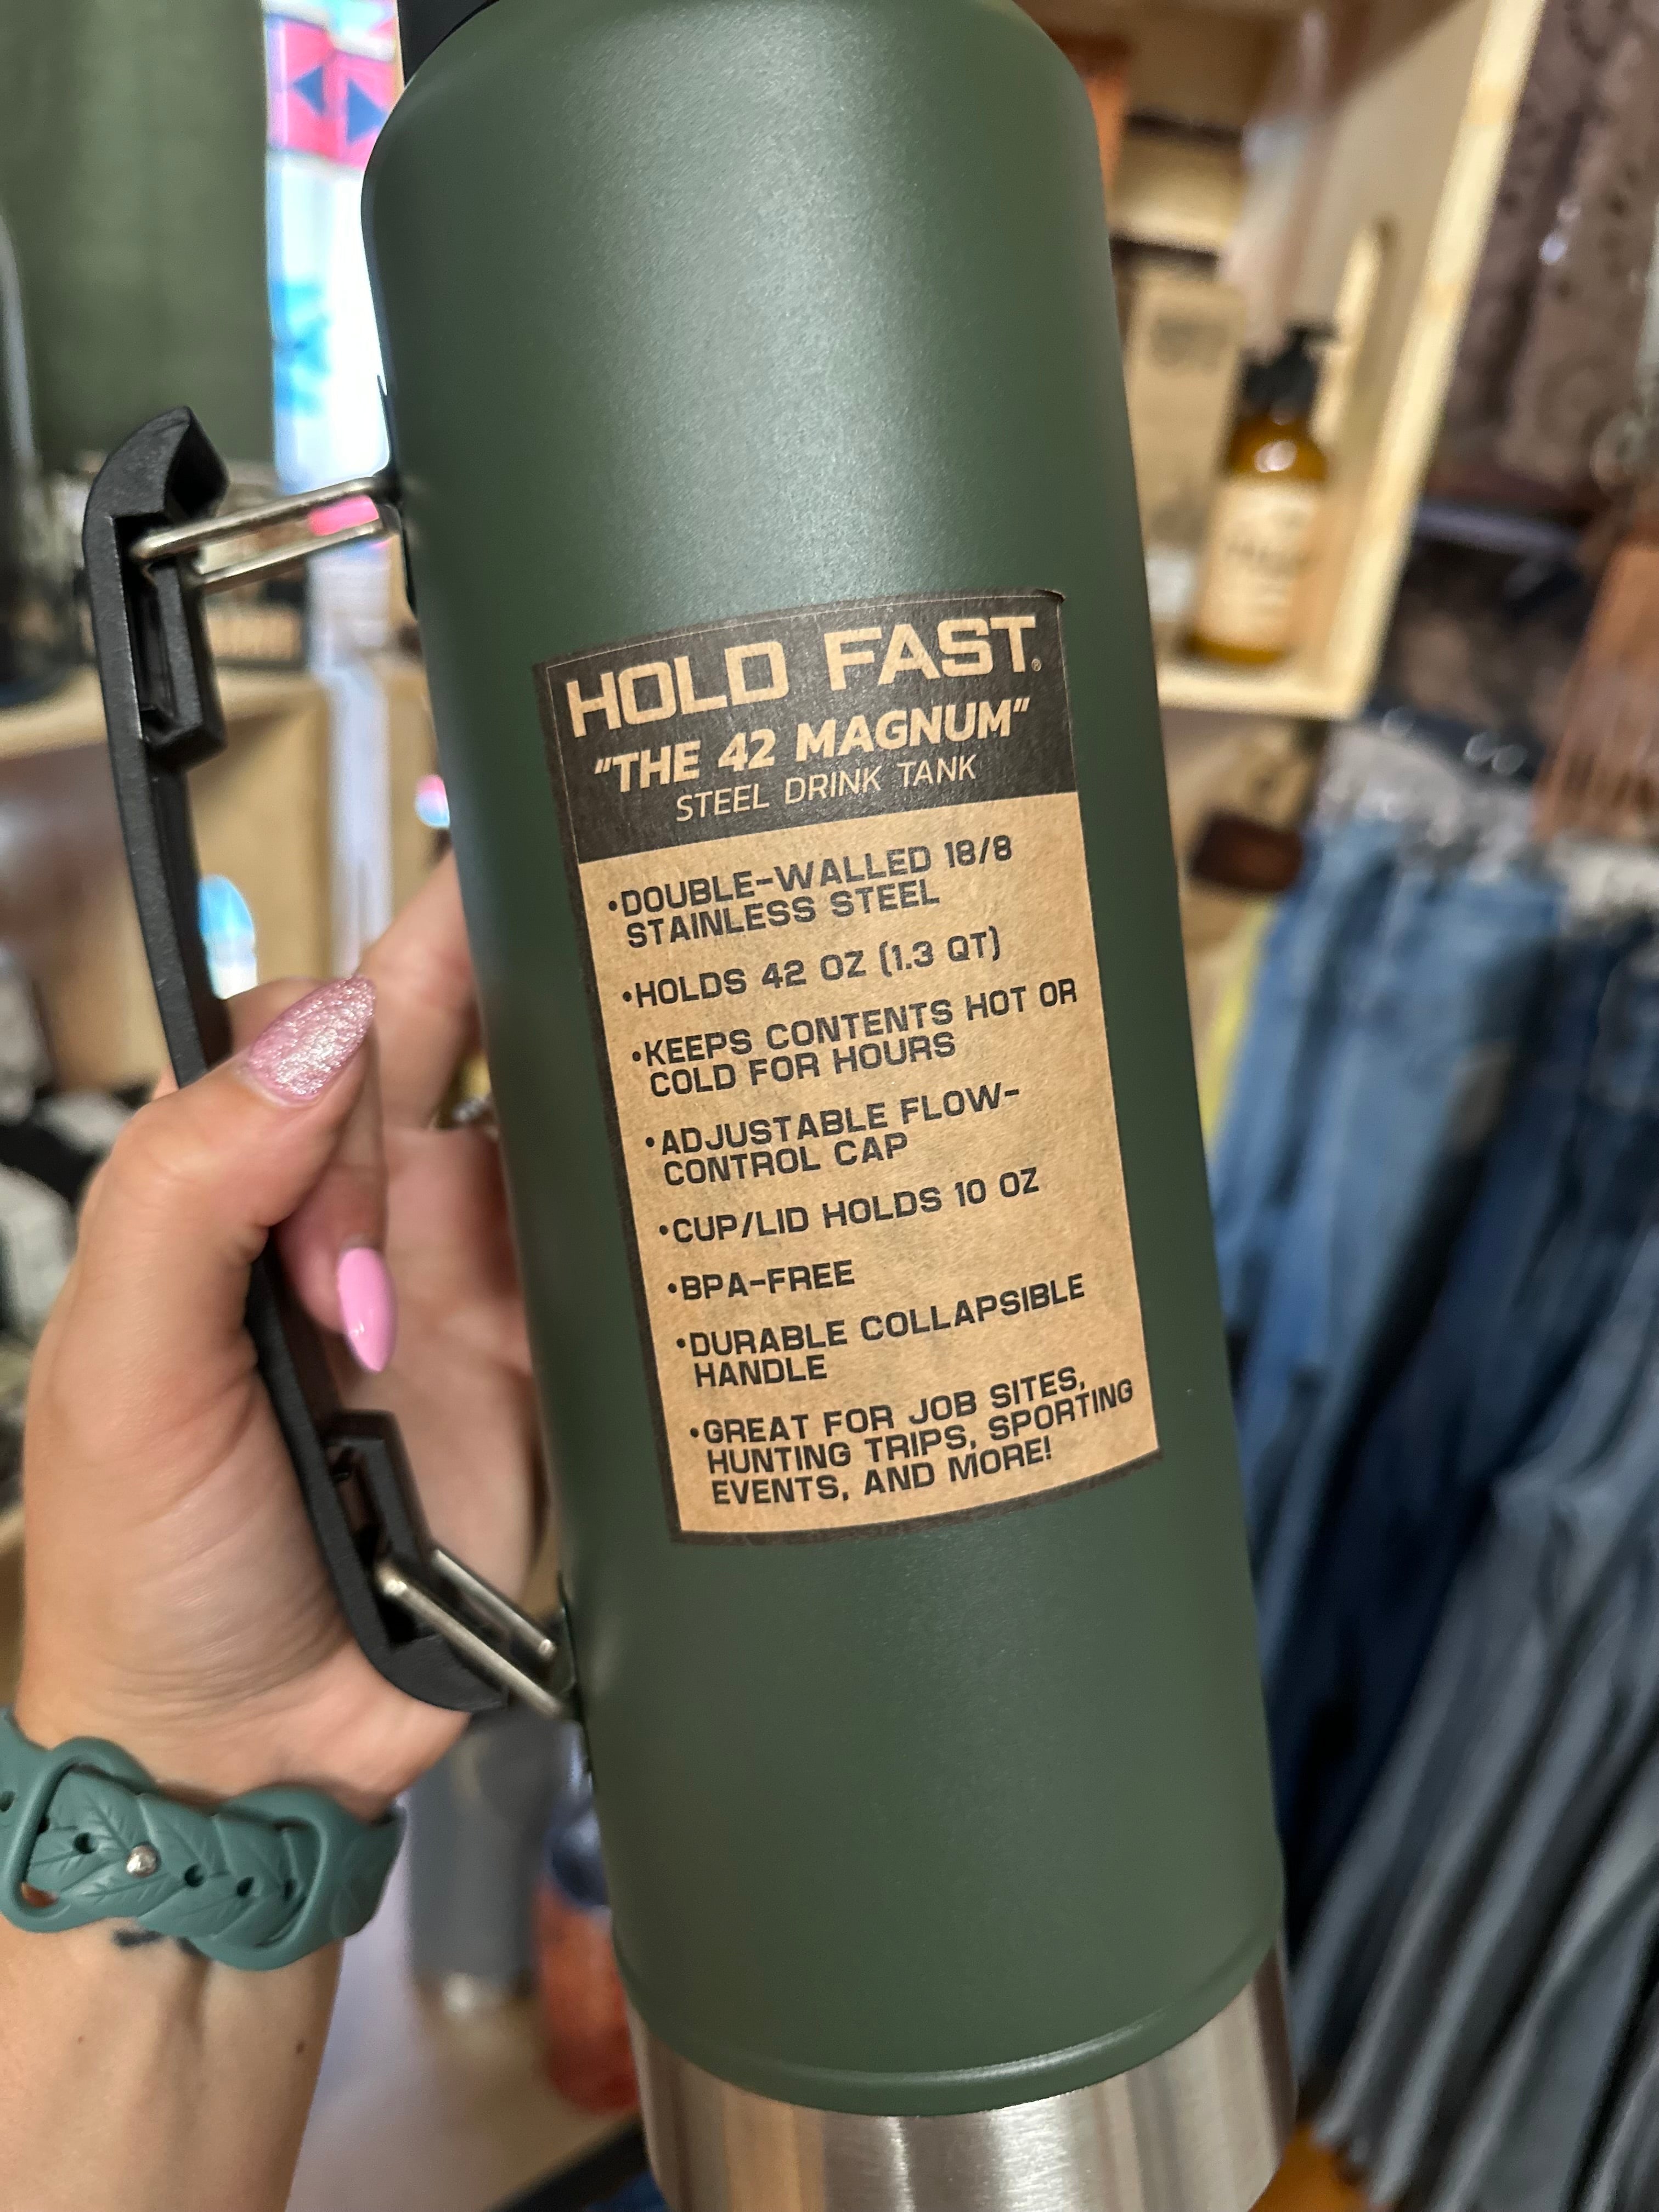 HOLD FAST®
"THE 42 MAGNUM"
STEEL DRINK TANK
•DOUBLE-WALLED 18/8
STAINLESS STEEL
•HOLDS 42 OZ (1.3 QT)
•KEEPS CONTENTS HOT OR
COLD FOR HOURS
•ADJUSTABLE FLOW-
CONTROL CAP
•CUP/LID HOLDS 10 OZ
•BPA-FREE
•DURABLE COLLAPSIBLE
HANDLE
•GREAT FOR JOB SITES,
HUNTING TRIPS, SPORTING
EVENTS, AND MORE!